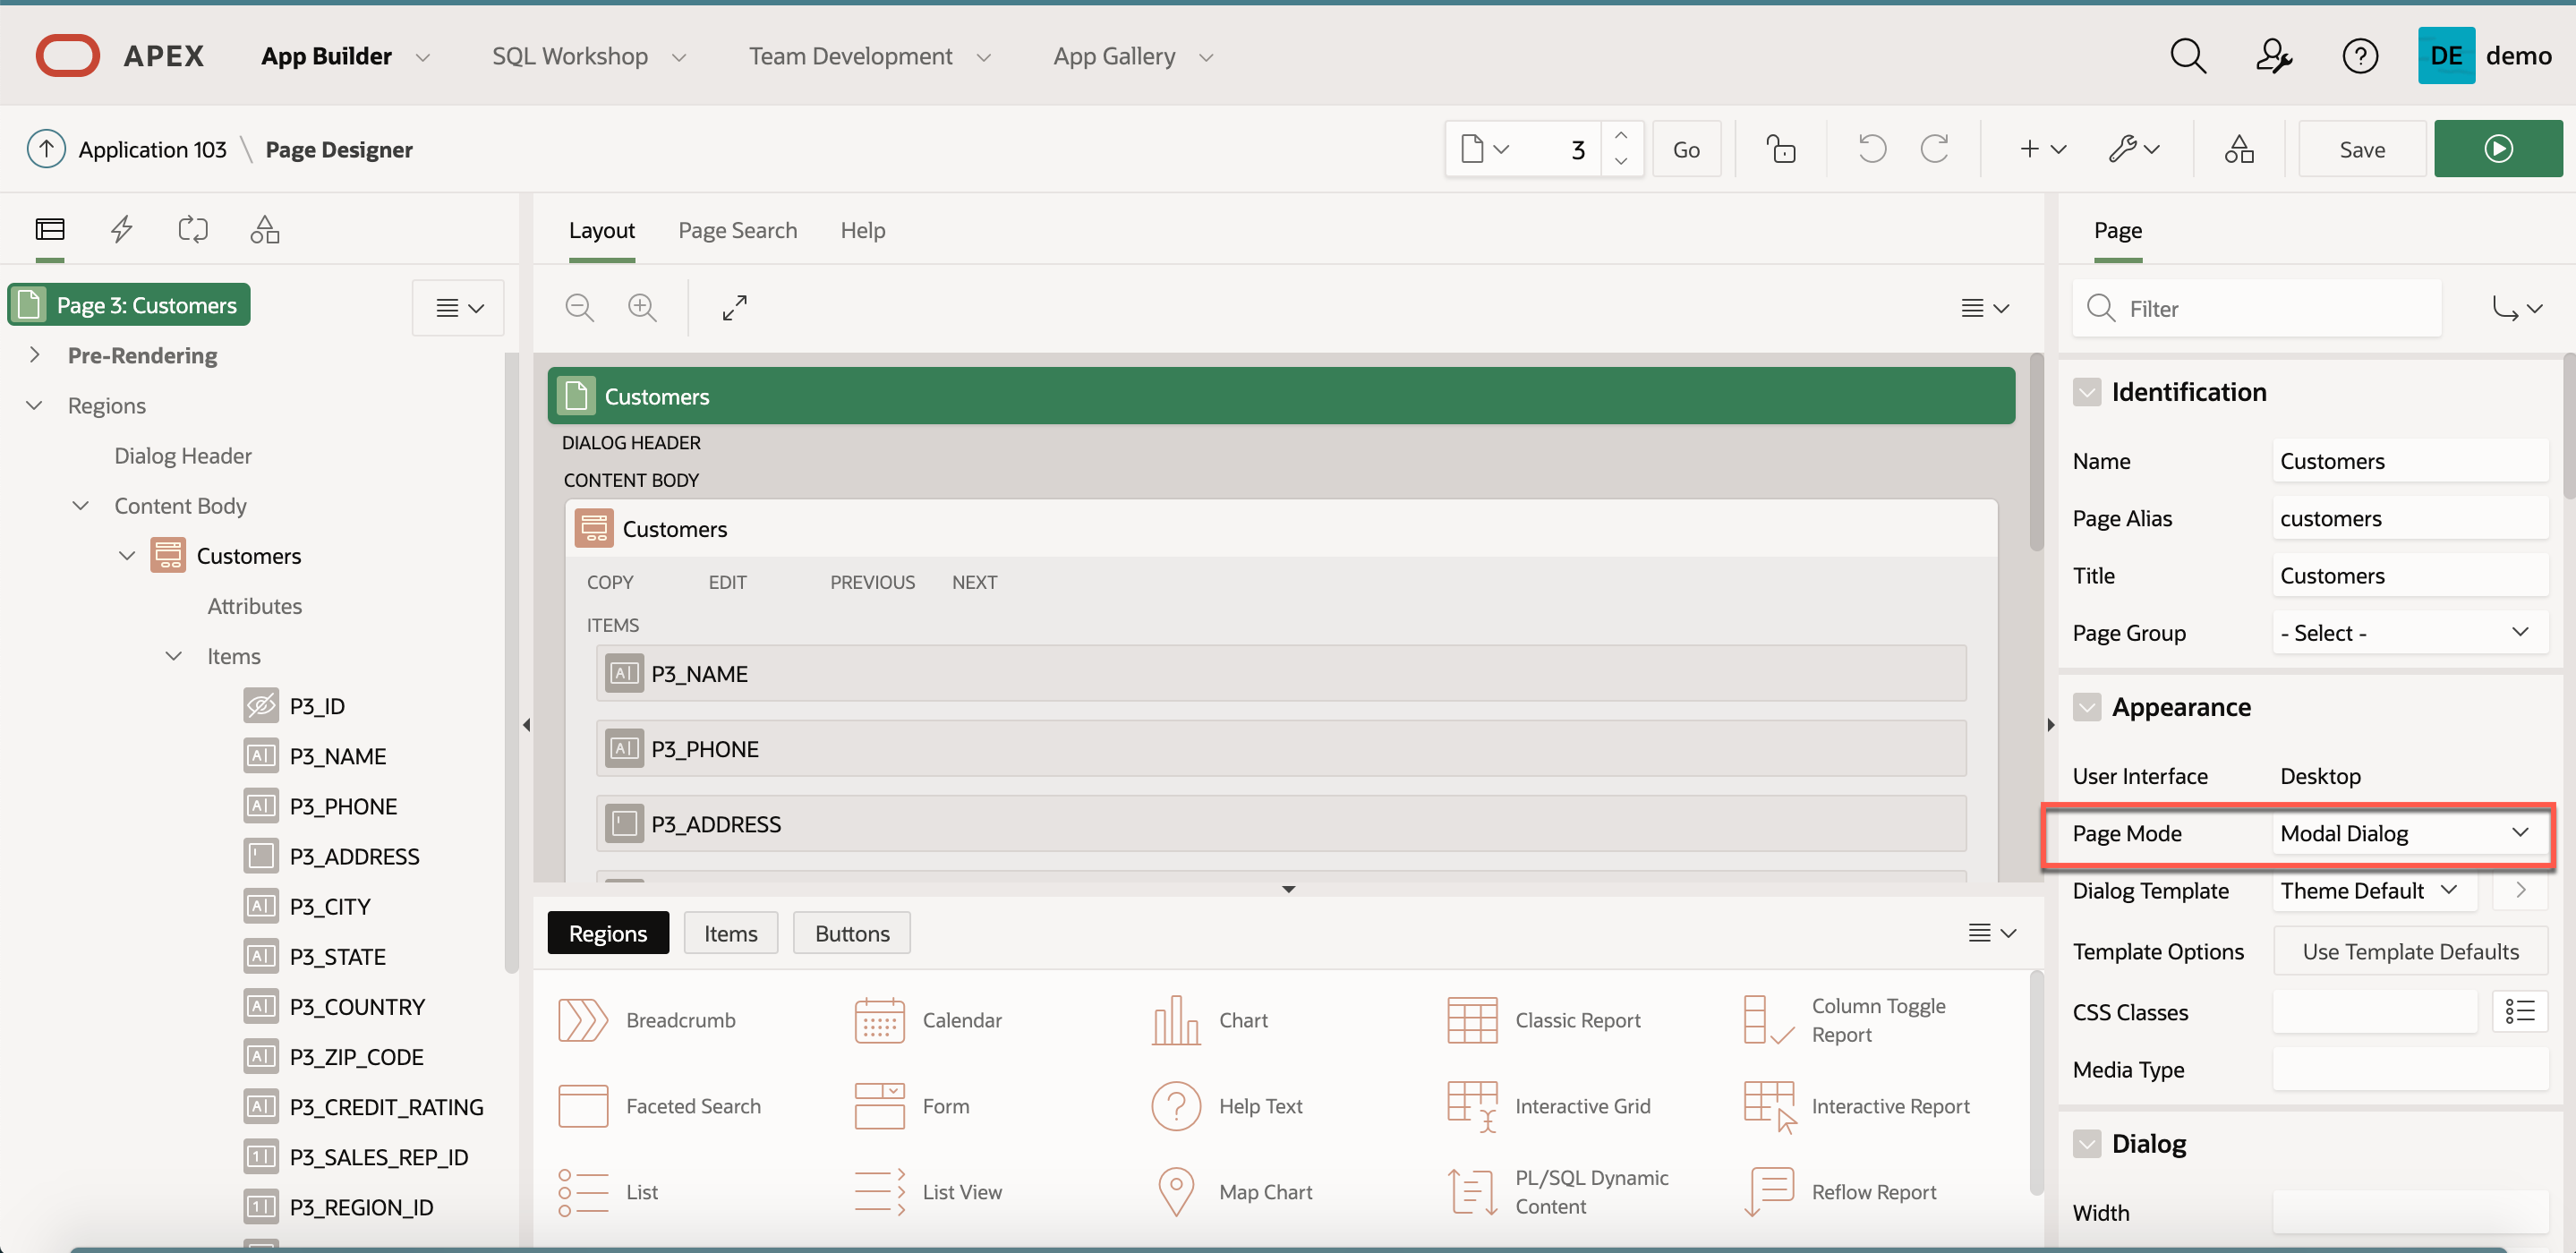 APEX
App Builder
SQL Workshop
Team Development
App Gallery
DE
demo
Application 103 \ Page Designer
3
Go
Save
Page 3: Customers
Pre-Rendering
Regions
Dialog Header
Content Body
Customers
Attributes
Items
P3_ID
P3_NAME
P3_PHONE
P3_ADDRESS
P3_CITY
P3_STATE
P3_COUNTRY
P3_ZIP_CODE
P3_CREDIT_RATING
P3_SALES_REP_ID
P3_REGION_ID
Layout
Page Search
Help
Customers
DIALOG HEADER
CONTENT BODY
Customers
COPY
EDIT
PREVIOUS
NEXT
ITEMS
P3_NAME
P3_PHONE
P3_ADDRESS
Regions
Items
Buttons
Breadcrumb
Calendar
Chart
Classic Report
Column Toggle
Report
Faceted Search
Form
Help Text
Interactive Grid
Interactive Report
List
List View
Map Chart
PL/SQL Dynamic
Content
Reflow Report
Page
Filter
Identification
Name
Customers
Page Alias
customers
Title
Customers
Page Group
- Select -
Appearance
User Interface
Desktop
Page Mode
Modal Dialog
Dialog Template
Theme Default
Template Options
Use Template Defaults
CSS Classes
Media Type
Dialog
Width